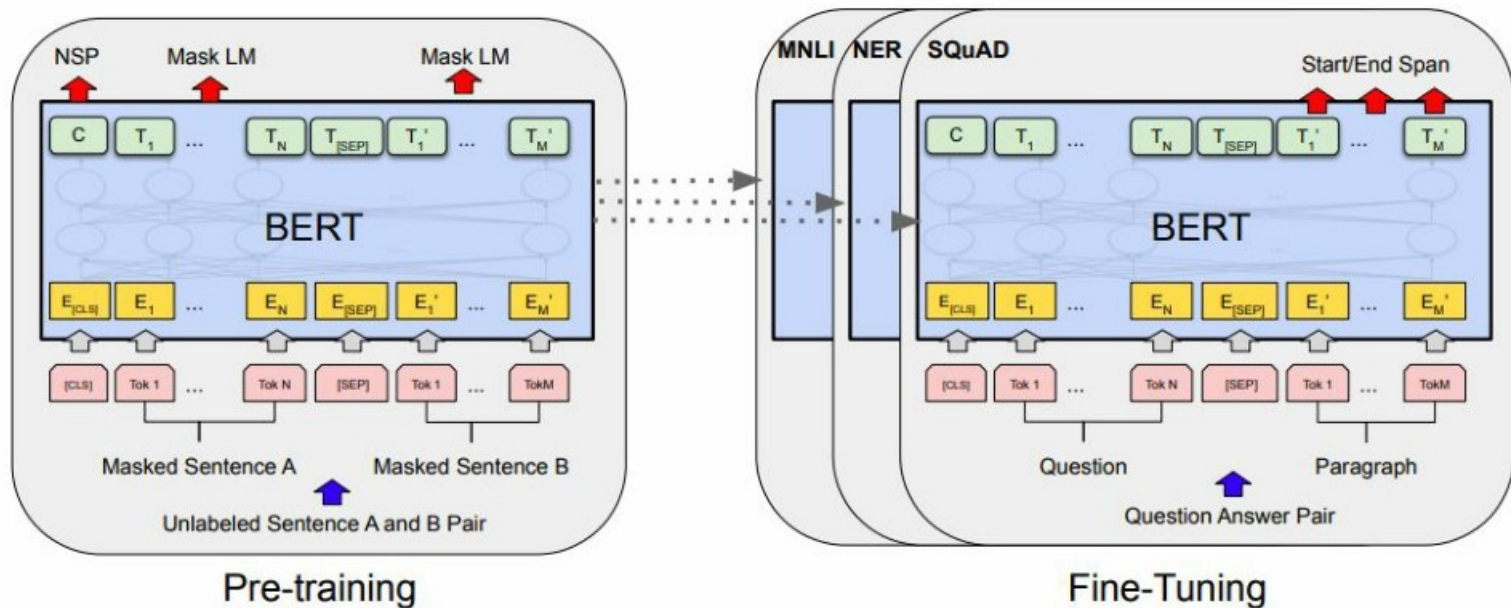 NSP Mask LM Mask LM
C T1 ... TN T[SEP] T1' ... TM'
BERT
E[CLS] E1 ... EN E[SEP] E1' ... EM'
[CLS] Tok 1 ... Tok N [SEP] Tok 1 ... TokM
Masked Sentence A Masked Sentence B
Unlabeled Sentence A and B Pair
Pre-training
MNLI NER SQuAD
Start/End Span
C T1 ... TN T[SEP] T1' ... TM'
BERT
E[CLS] E1 ... EN E[SEP] E1' ... EM'
[CLS] Tok 1 ... Tok N [SEP] Tok 1 ... TokM
Question Paragraph
Question Answer Pair
Fine-Tuning